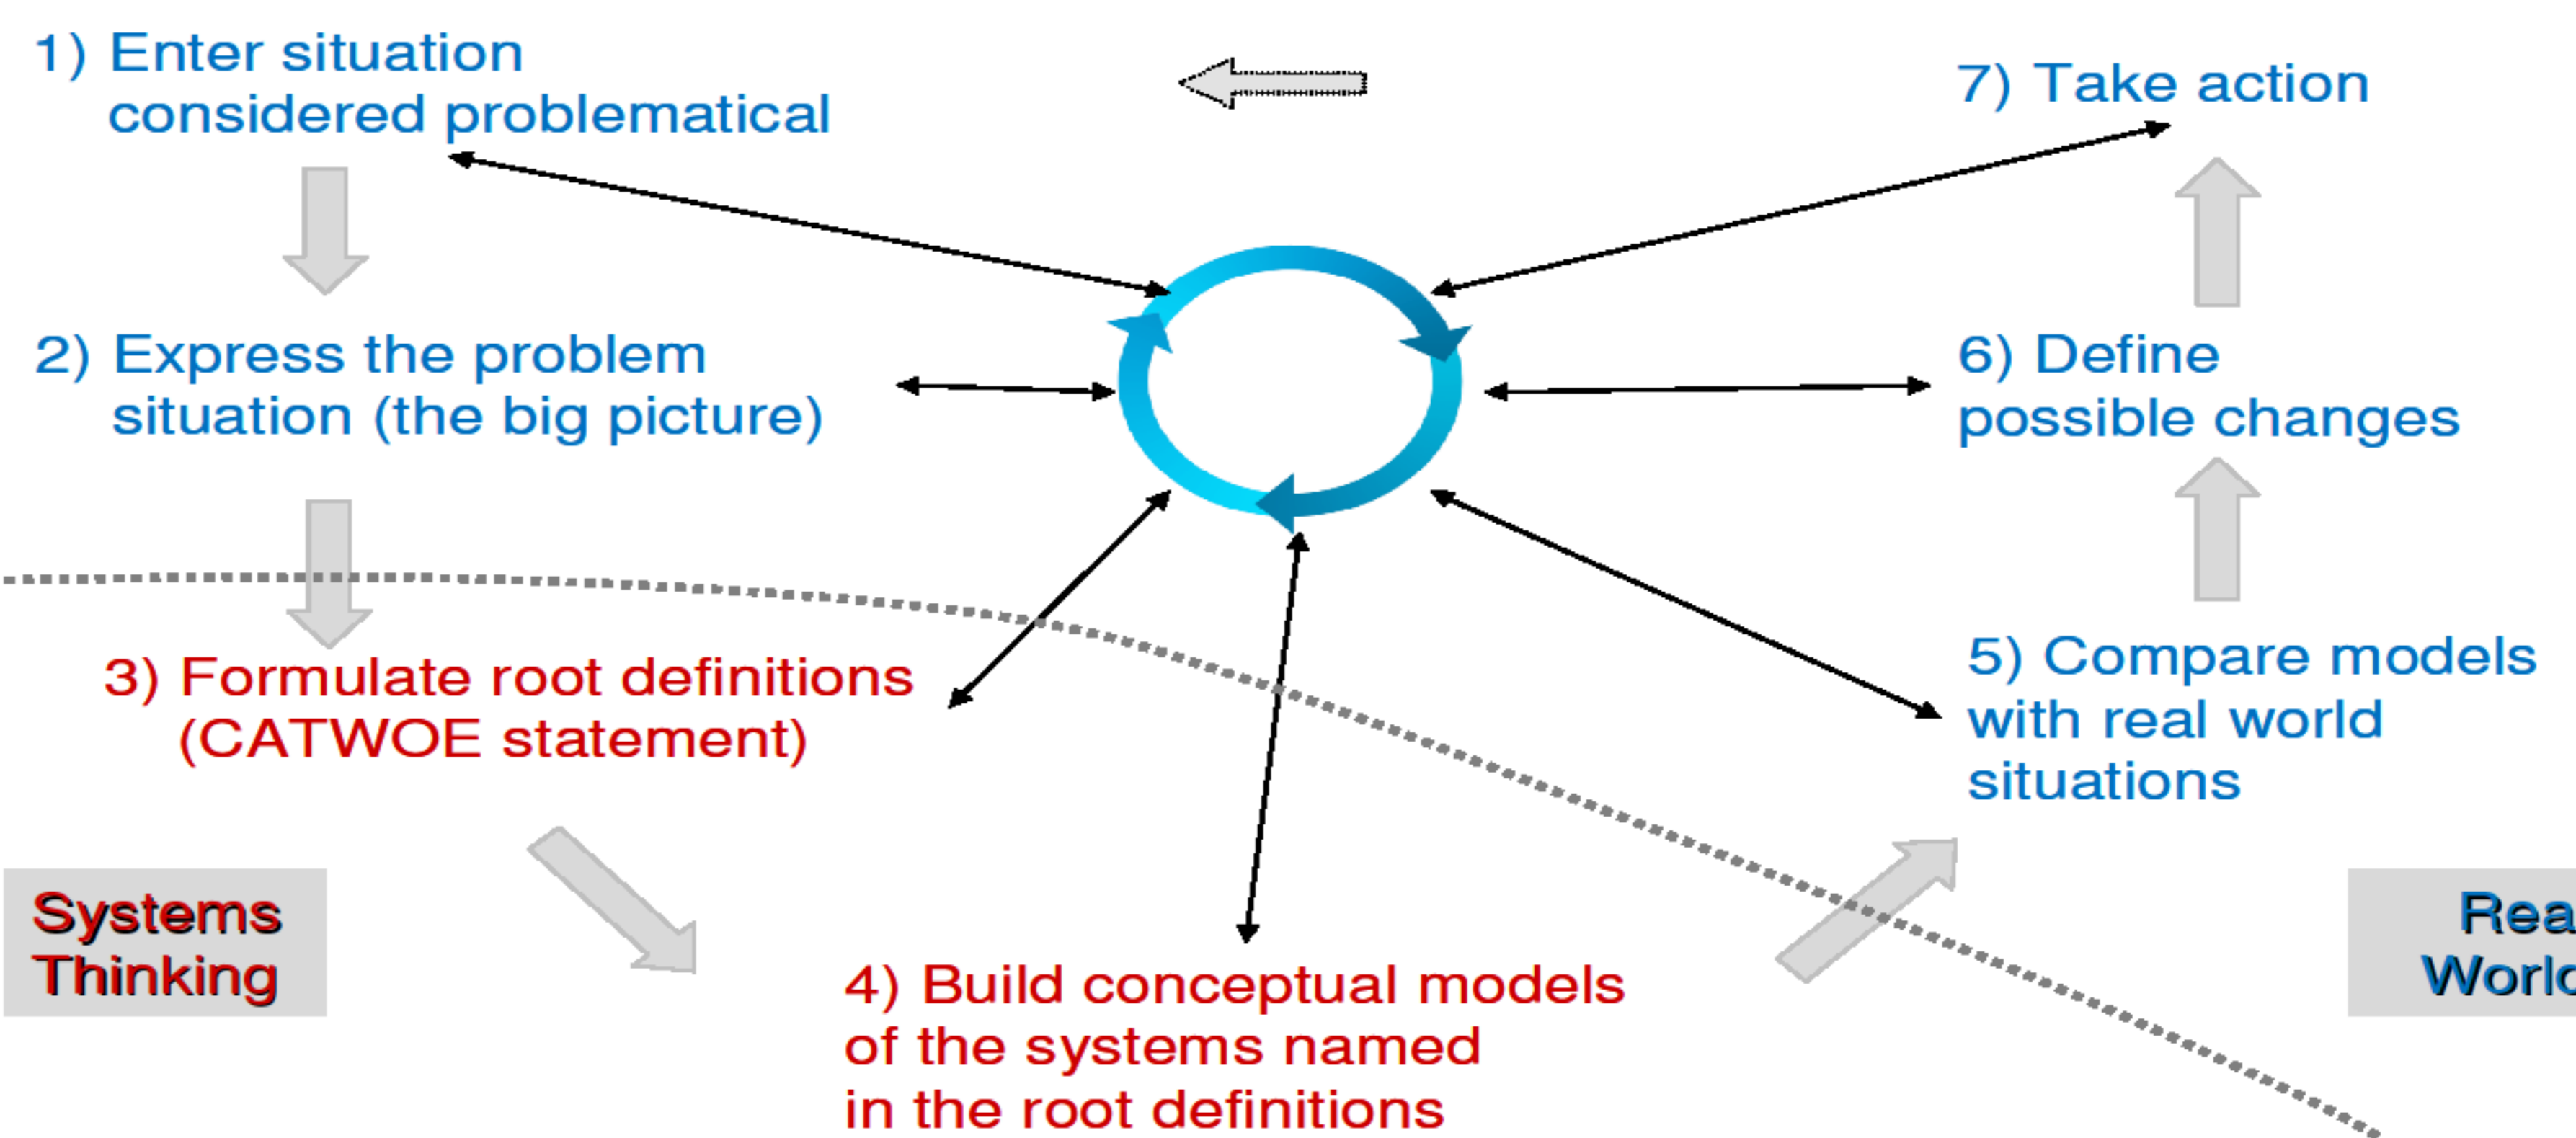 1) Enter situation
considered problematical
2) Express the problem
situation (the big picture)
3) Formulate root definitions
(CATWOE statement)
Systems
Thinking
4) Build conceptual models
of the systems named
in the root definitions
5) Compare models
with real world
situations
6) Define
possible changes
7) Take action